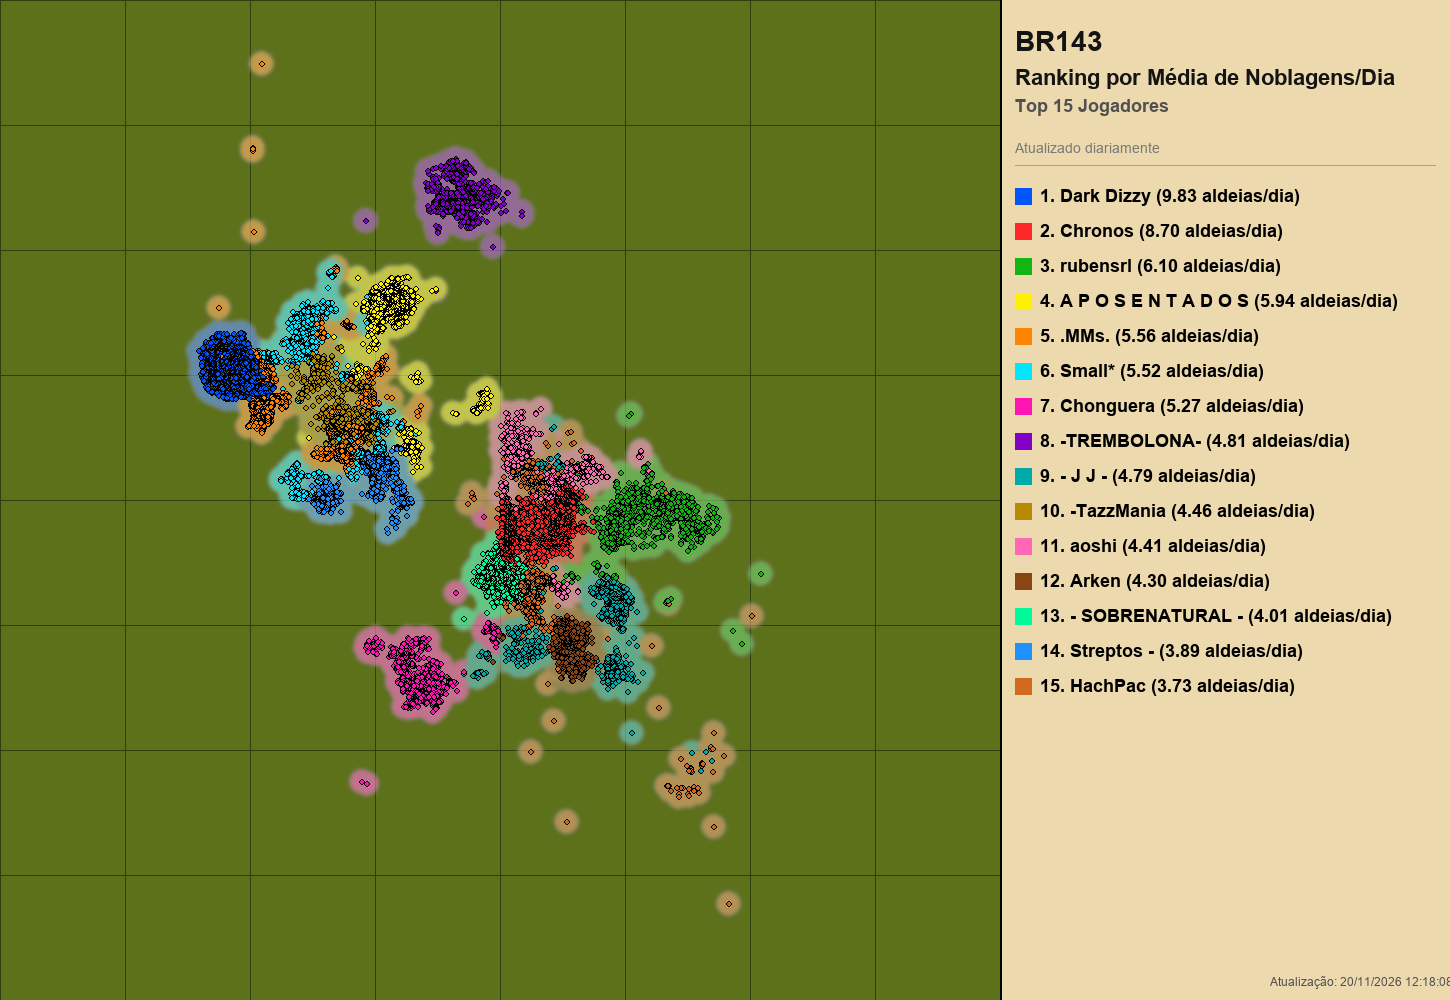 BR143
Ranking por Média de Noblagens/Dia
Top 15 Jogadores
Atualizado diariamente
1. Dark Dizzy (9.83 aldeias/dia)
2. Chronos (8.70 aldeias/dia)
3. rubensrl (6.10 aldeias/dia)
4. A P O S E N T A D O S (5.94 aldeias/dia)
5. .MMs. (5.56 aldeias/dia)
6. Small* (5.52 aldeias/dia)
7. Chonguera (5.27 aldeias/dia)
8. -TREMBOLONA- (4.81 aldeias/dia)
9. - J J - (4.79 aldeias/dia)
10. -TazzMania (4.46 aldeias/dia)
11. aoshi (4.41 aldeias/dia)
12. Arken (4.30 aldeias/dia)
13. - SOBRENATURAL - (4.01 aldeias/dia)
14. Streptos - (3.89 aldeias/dia)
15. HachPac (3.73 aldeias/dia)
Atualização: 20/11/2026 12:18:08